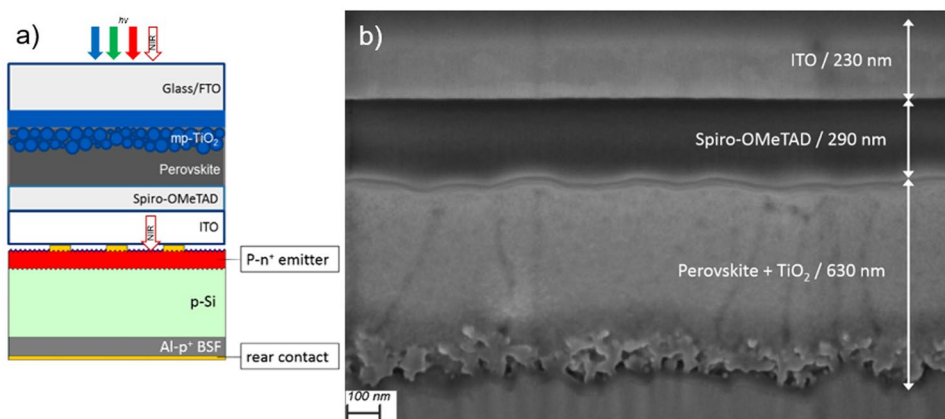 a)
hν
NIR
Glass/FTO
mp-TiO₂
Perovskite
Spiro-OMeTAD
ITO
NIR
P-n⁺ emitter
p-Si
Al-p⁺ BSF
rear contact
b)
ITO / 230 nm
Spiro-OMeTAD / 290 nm
Perovskite + TiO₂ / 630 nm
100 nm